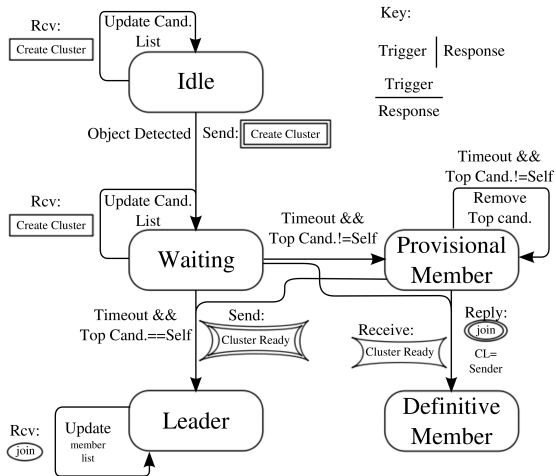 Rcv:
Create Cluster
Update Cand.
List
Idle
Key:
Trigger
Response
Trigger
Response
Object Detected
Send:
Create Cluster
Rcv:
Create Cluster
Update Cand.
List
Waiting
Timeout &&
Top Cand.!=Self
Timeout &&
Top Cand.!=Self
Remove
Top cand.
Provisional
Member
Timeout &&
Top Cand.==Self
Send:
Cluster Ready
Receive:
Cluster Ready
Reply:
join
CL=
Sender
Rcv:
join
Update
member
list
Leader
Definitive
Member